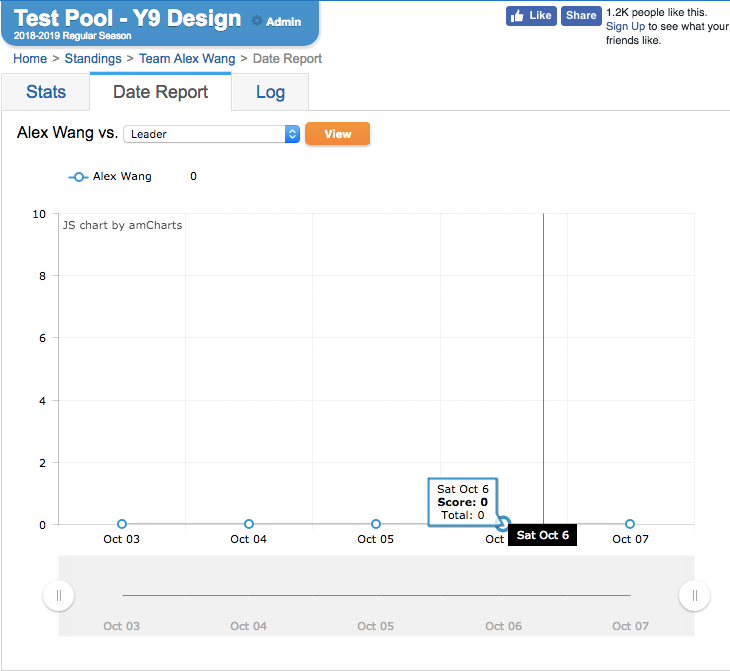 Test Pool - Y9 Design Admin
2018-2019 Regular Season
Like Share 1.2K people like this.
Sign Up to see what your
friends like.
Home > Standings > Team Alex Wang > Date Report
Stats Date Report Log
Alex Wang vs. Leader View
Alex Wang 0
JS chart by amCharts
10
8
6
4
2
0
Sat Oct 6
Score: 0
Total: 0
Oct 03 Oct 04 Oct 05 Oct Sat Oct 6 Oct 07
Oct 03 Oct 04 Oct 05 Oct 06 Oct 07